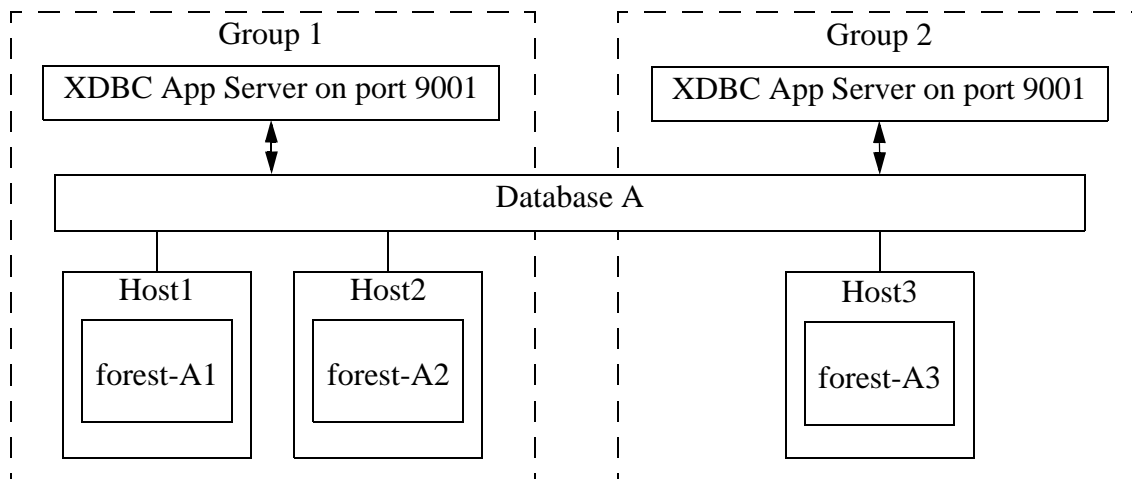 Group 1
Group 2
XDBC App Server on port 9001
XDBC App Server on port 9001
Database A
Host1
Host2
Host3
forest-A1
forest-A2
forest-A3